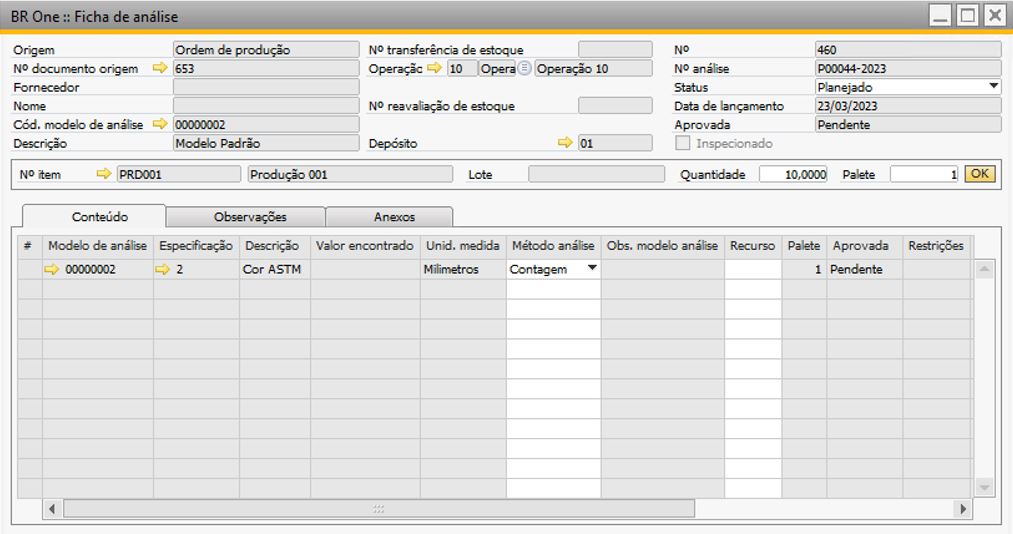 BR One :: Ficha de análise
Origem Ordem de produção Nº transferência de estoque Nº 460
Nº documento origem 653 Operaçãc 10 Opera Operação 10 Nº análise P00044-2023
Fornecedor Status Planejado
Nome Nº reavaliação de estoque Data de lançamento 23/03/2023
Cód. modelo de análise 00000002 Aprovada Pendente
Descrição Modelo Padrão Depósito 01 Inspecionado
Nº item PRD001 Produção 001 Lote Quantidade 10,0000 Palete 1 OK
Conteúdo Observações Anexos
# Modelo de análise Especificação Descrição Valor encontrado Unid. medida Método análise Obs. modelo análise Recurso Palete Aprovada Restrições
00000002 2 Cor ASTM Milimetros Contagem 1 Pendente